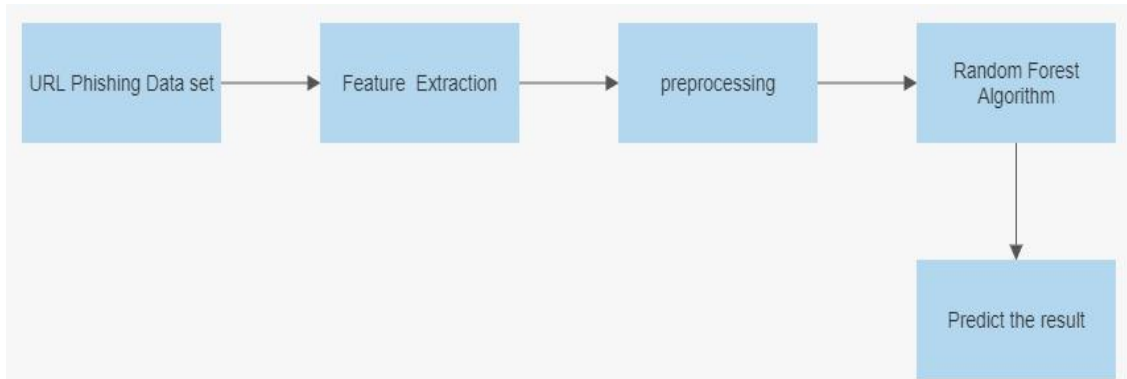 URL Phishing Data set
Feature Extraction
preprocessing
Random Forest
Algorithm
Predict the result